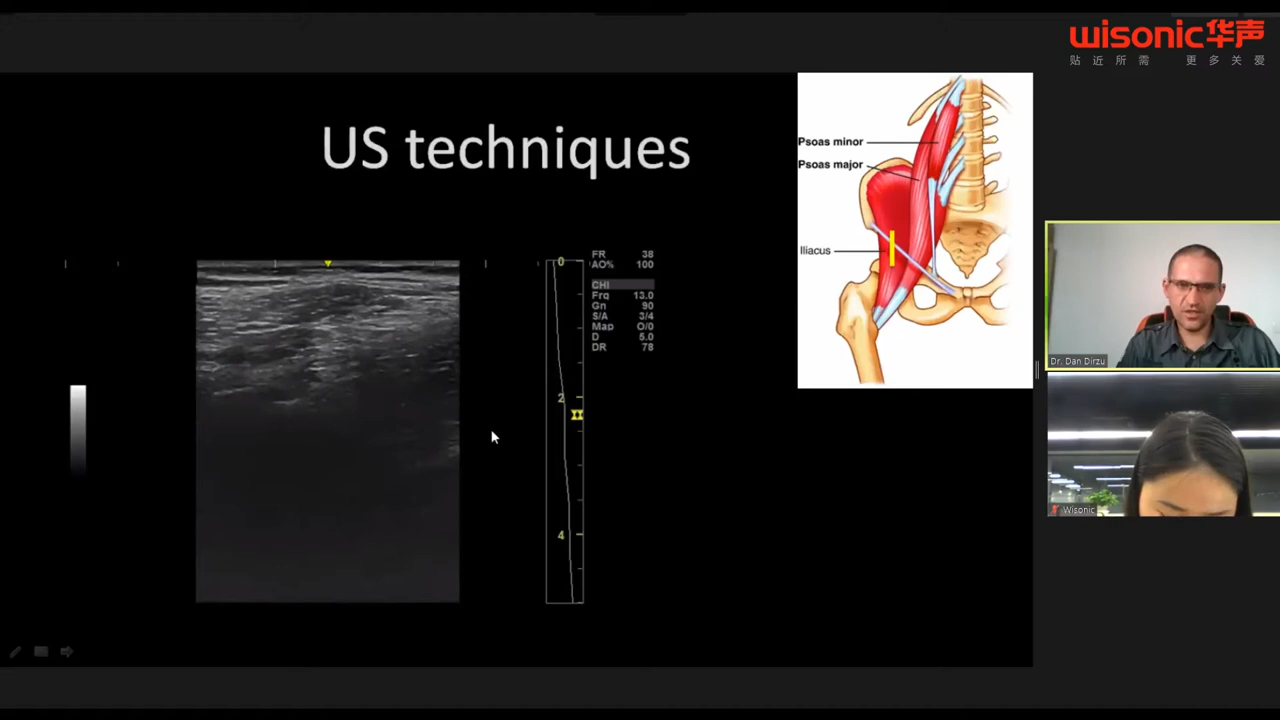 wisonic华声
贴近所需 更多关爱
US techniques
Psoas minor
Psoas major
Iliacus
0
2
4
FR 38
AO% 100
CHI
Frq 13.0
Gn 90
S/A 3/4
Map O/0
D 5.0
DR 78
Dr. Dan Dirzu
Wisonic